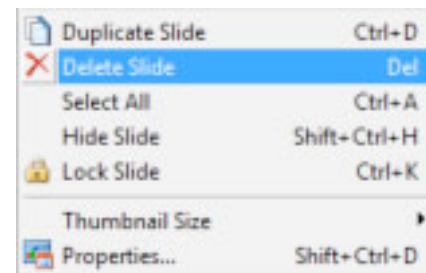 Duplicate Slide Ctrl+D
Delete Slide Del
Select All Ctrl+A
Hide Slide Shift+Ctrl+H
Lock Slide Ctrl+K
Thumbnail Size
Properties... Shift+Ctrl+D